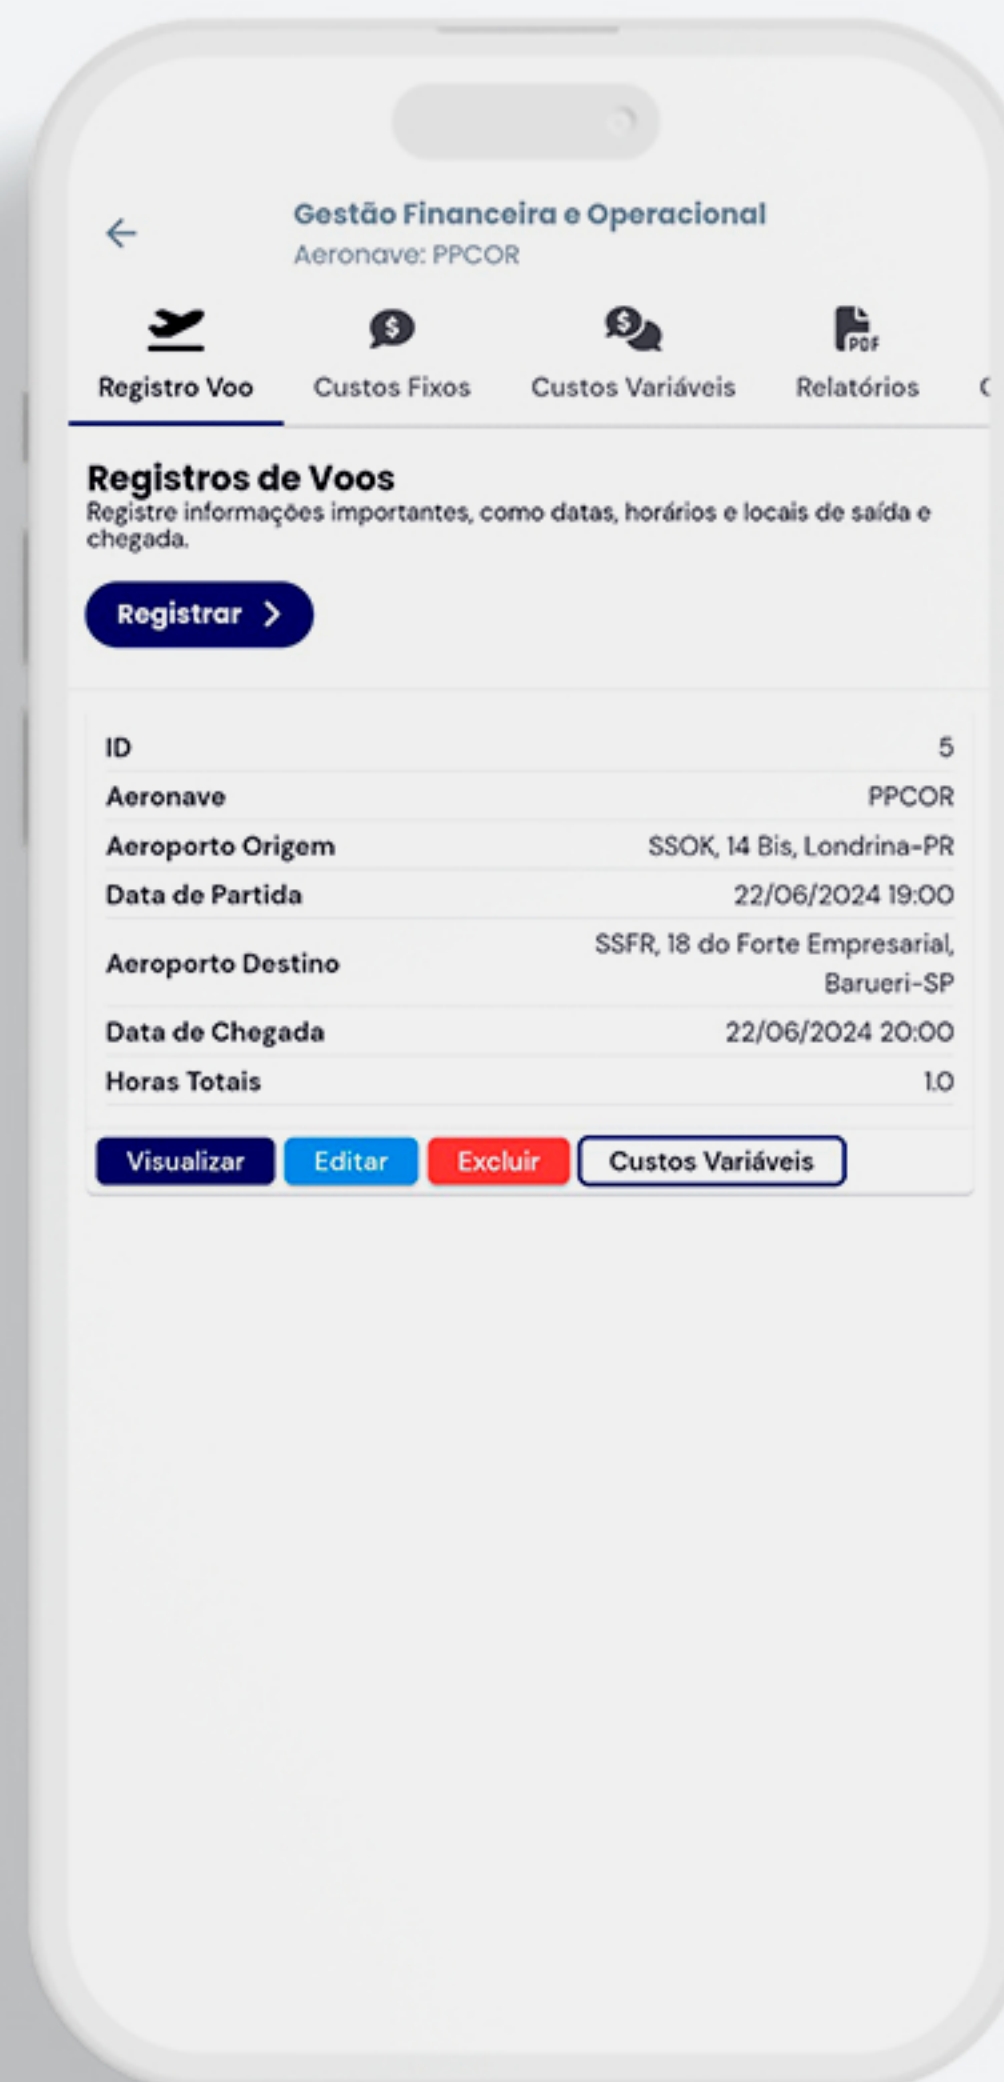 Gestão Financeira e Operacional
Aeronave: PPCOR
PDF
Registro Voo Custos Fixos Custos Variáveis Relatórios
Registros de Voos
Registre informações importantes, como datas, horários e locais de saída e
chegada.
Registrar
ID 5
Aeronave PPCOR
Aeroporto Origem SSOK, 14 Bis, Londrina-PR
Data de Partida 22/06/2024 19:00
Aeroporto Destino SSFR, 18 do Forte Empresarial,
Barueri-SP
Data de Chegada 22/06/2024 20:00
Horas Totais 1.0
Visualizar Editar Excluir Custos Variáveis